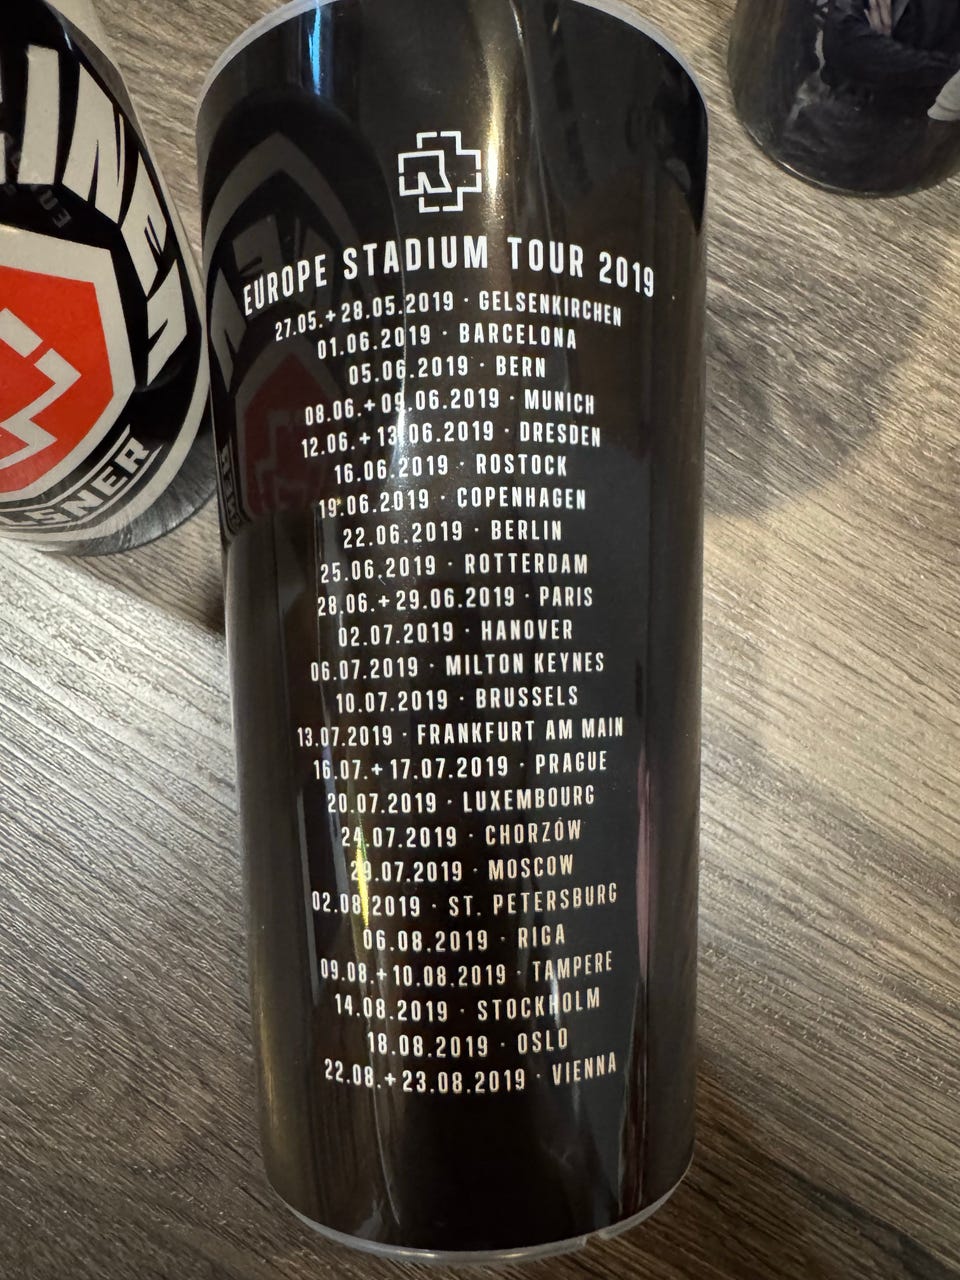 EUROPE STADIUM TOUR 2019
27.05.+28.05.2019 · GELSENKIRCHEN
01.06.2019 · BARCELONA
05.06.2019 · BERN
08.06.+09.06.2019 · MUNICH
12.06.+13.06.2019 · DRESDEN
16.06.2019 · ROSTOCK
19.06.2019 · COPENHAGEN
22.06.2019 · BERLIN
25.06.2019 · ROTTERDAM
28.06.+29.06.2019 · PARIS
02.07.2019 · HANOVER
06.07.2019 · MILTON KEYNES
10.07.2019 · BRUSSELS
13.07.2019 · FRANKFURT AM MAIN
16.07.+17.07.2019 · PRAGUE
20.07.2019 · LUXEMBOURG
24.07.2019 · CHORZÓW
29.07.2019 · MOSCOW
02.08.2019 · ST. PETERSBURG
06.08.2019 · RIGA
09.08.+10.08.2019 · TAMPERE
14.08.2019 · STOCKHOLM
18.08.2019 · OSLO
22.08.+23.08.2019 · VIENNA